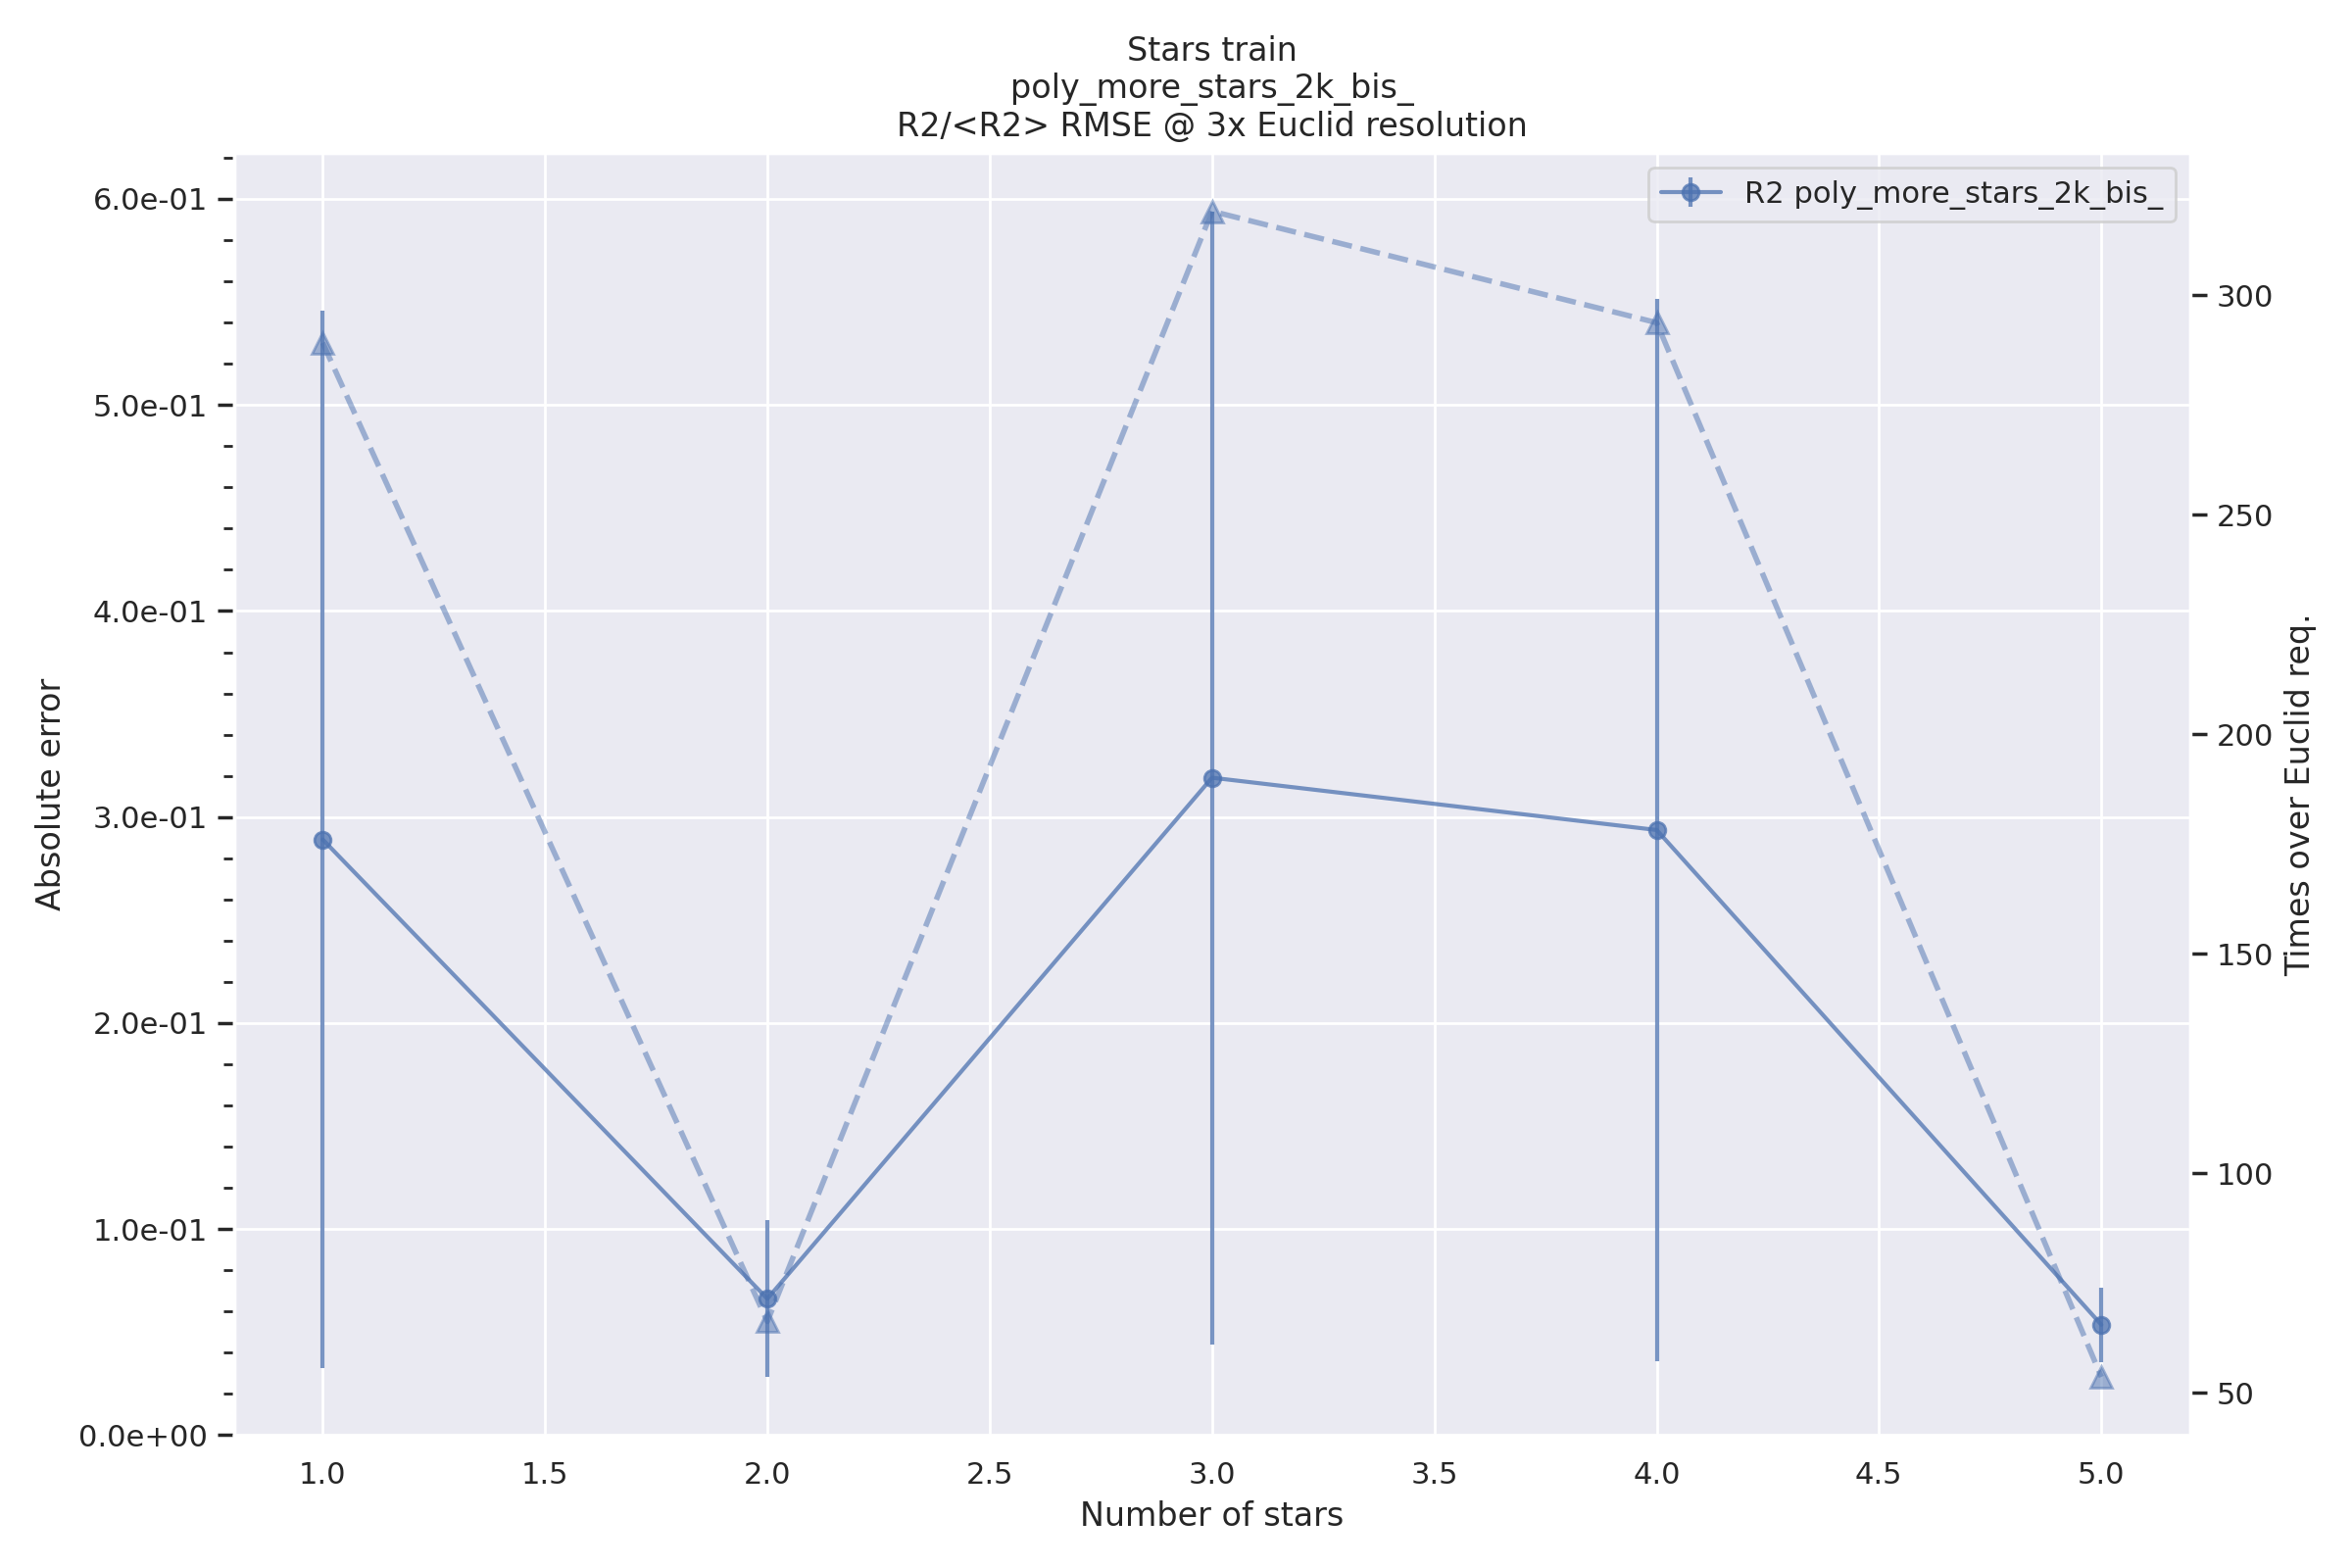 Stars train
poly_more_stars_2k_bis_
R2/<R2> RMSE @ 3x Euclid resolution
R2 poly_more_stars_2k_bis_
Absolute error
6.0e-01
5.0e-01
4.0e-01
3.0e-01
2.0e-01
1.0e-01
0.0e+00
300
250
200
150
100
50
Times over Euclid req.
1.0 1.5 2.0 2.5 3.0 3.5 4.0 4.5 5.0
Number of stars